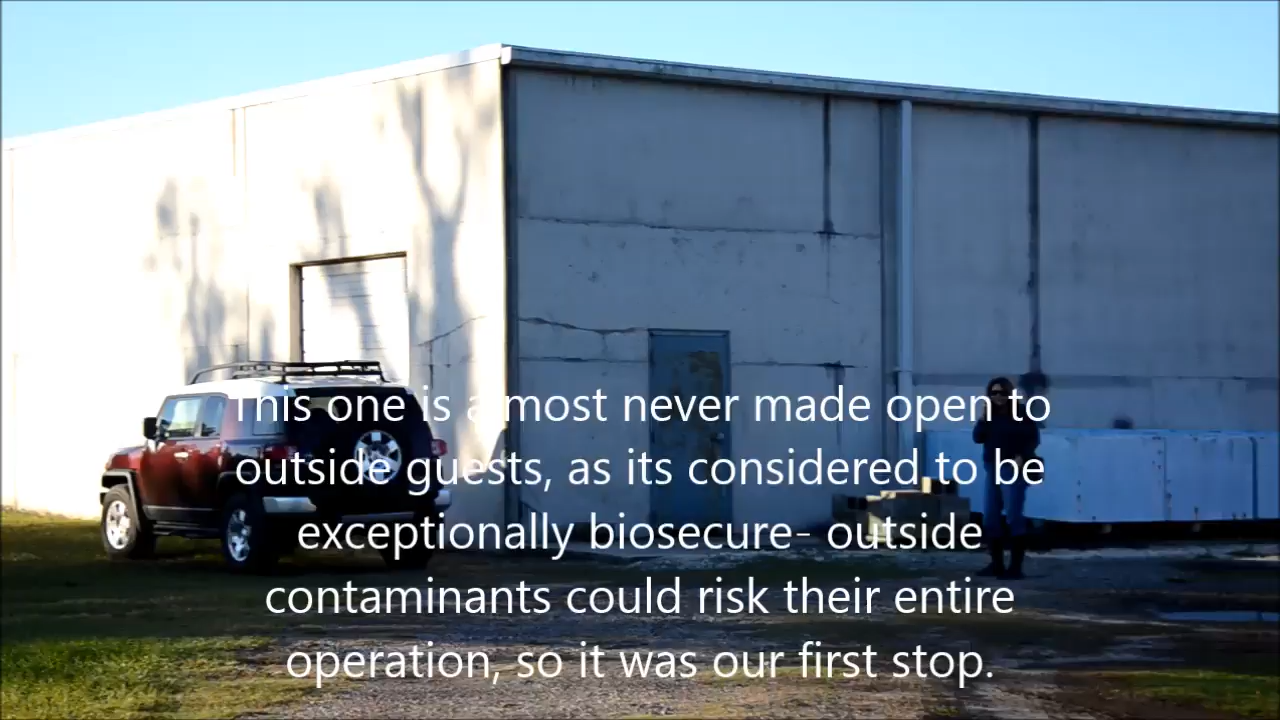 This one is almost never made open to
outside guests, as its considered to be
exceptionally biosecure- outside
contaminants could risk their entire
operation, so it was our first stop.